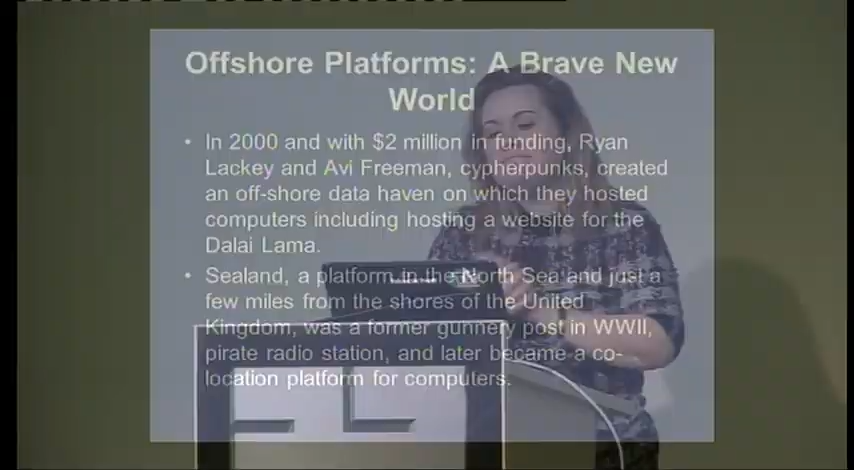 Offshore Platforms: A Brave New
World
• In 2000 and with $2 million in funding, Ryan
Lackey and Avi Freeman, cypherpunks, created
an off-shore data haven on which they hosted
computers including hosting a website for the
Dalai Lama.
• Sealand, a platform in the North Sea and just a
few miles from the shores of the United
Kingdom, was a former gunnery post in WWII,
pirate radio station, and later became a co-
location platform for computers.